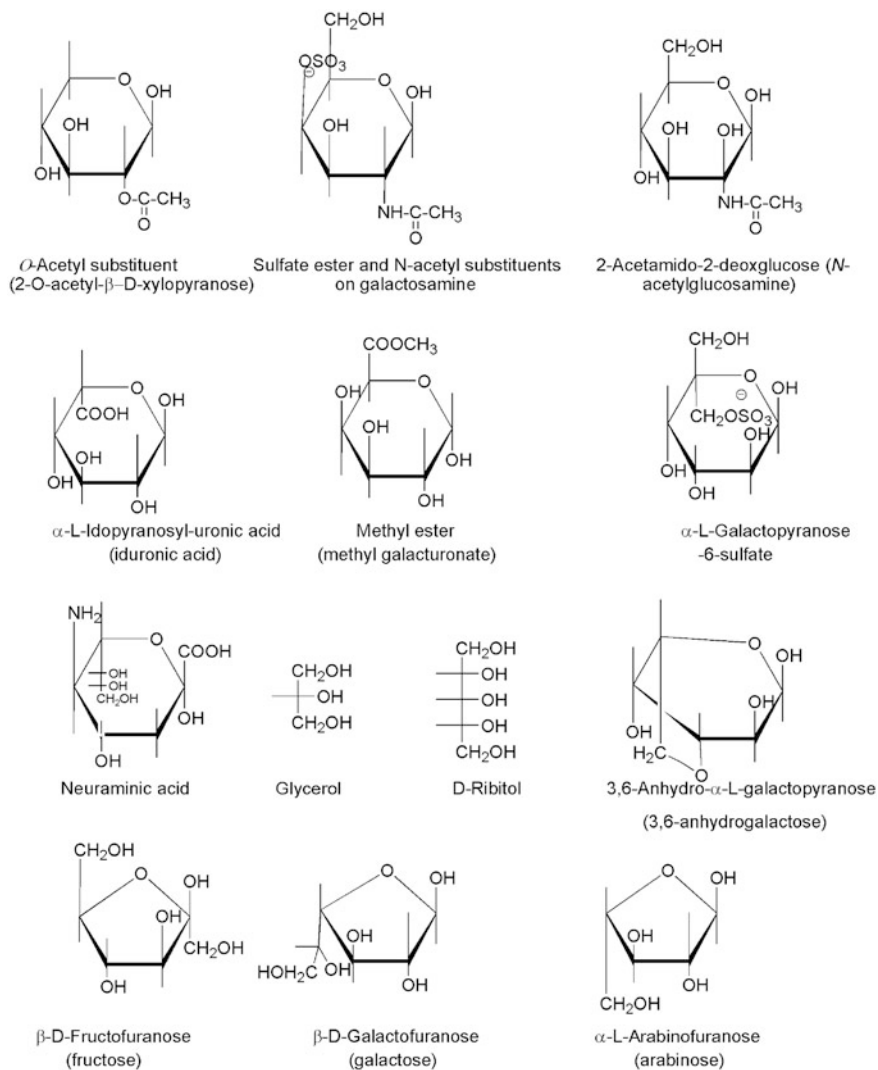 CH₂OH
OSO₃
⊖
CH₂OH
O
OH
O
OH
O
OH
OH
OH
OH
OH
OH
OH
OH
O-C-CH₃
O
NH-C-CH₃
O
NH-C-CH₃
O
O-Acetyl substituent
(2-O-acetyl-β–D-xylopyranose)
Sulfate ester and N-acetyl substituents
on galactosamine
2-Acetamido-2-deoxglucose (N-
acetylglucosamine)
COOCH₃
CH₂OH
O
OH
COOH
OH
OH
OH
O
OH
OH
OH
OH
O
OH
⊖
CH₂OSO₃
OH
OH
OH
α-L-Idopyranosyl-uronic acid
(iduronic acid)
Methyl ester
(methyl galacturonate)
α-L-Galactopyranose
-6-sulfate
NH₂
O
COOH
OH
OH
CH₂OH
OH
OH
CH₂OH
OH
CH₂OH
CH₂OH
OH
OH
OH
CH₂OH
O
OH
OH
OH
H₂C
O
Neuraminic acid
Glycerol
D-Ribitol
3,6-Anhydro-α-L-galactopyranose
(3,6-anhydrogalactose)
CH₂OH
O
OH
OH
CH₂OH
OH
O
OH
OH
HOH₂C
OH
OH
O
OH
OH
OH
CH₂OH
β-D-Fructofuranose
(fructose)
β-D-Galactofuranose
(galactose)
α-L-Arabinofuranose
(arabinose)